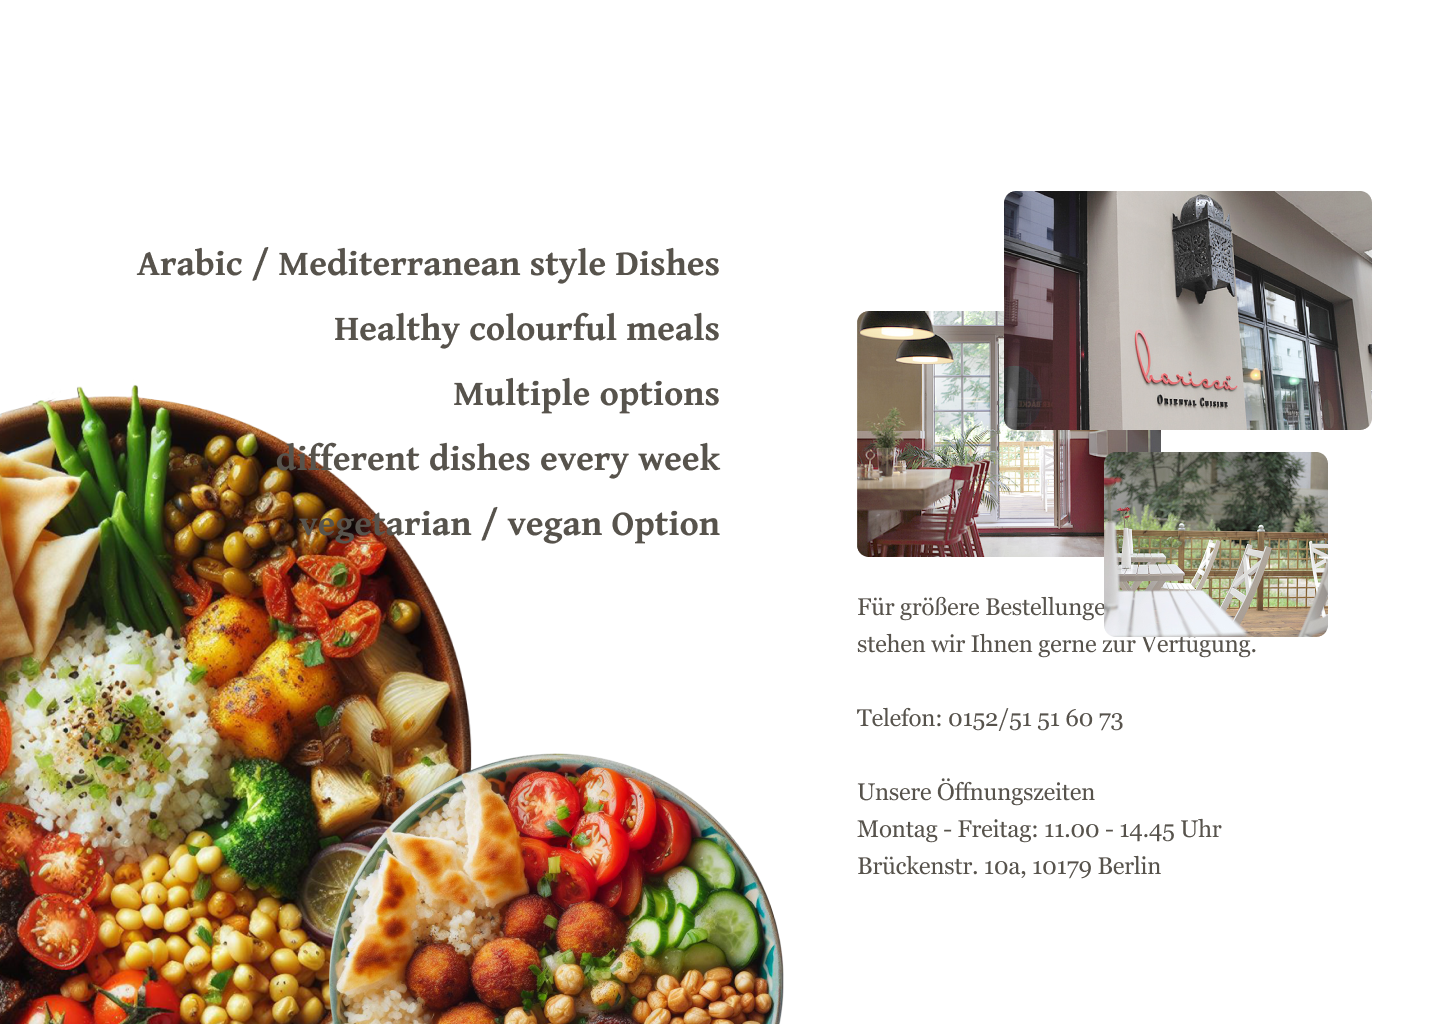 Arabic / Mediterranean style Dishes
Healthy colourful meals
Multiple options
different dishes every week
vegetarian / vegan Option
hariccá
Oriental Cuisine
Für größere Bestellunge
stehen wir Ihnen gerne zur Verfügung.
Telefon: 0152/51 51 60 73
Unsere Öffnungszeiten
Montag - Freitag: 11.00 - 14.45 Uhr
Brückenstr. 10a, 10179 Berlin